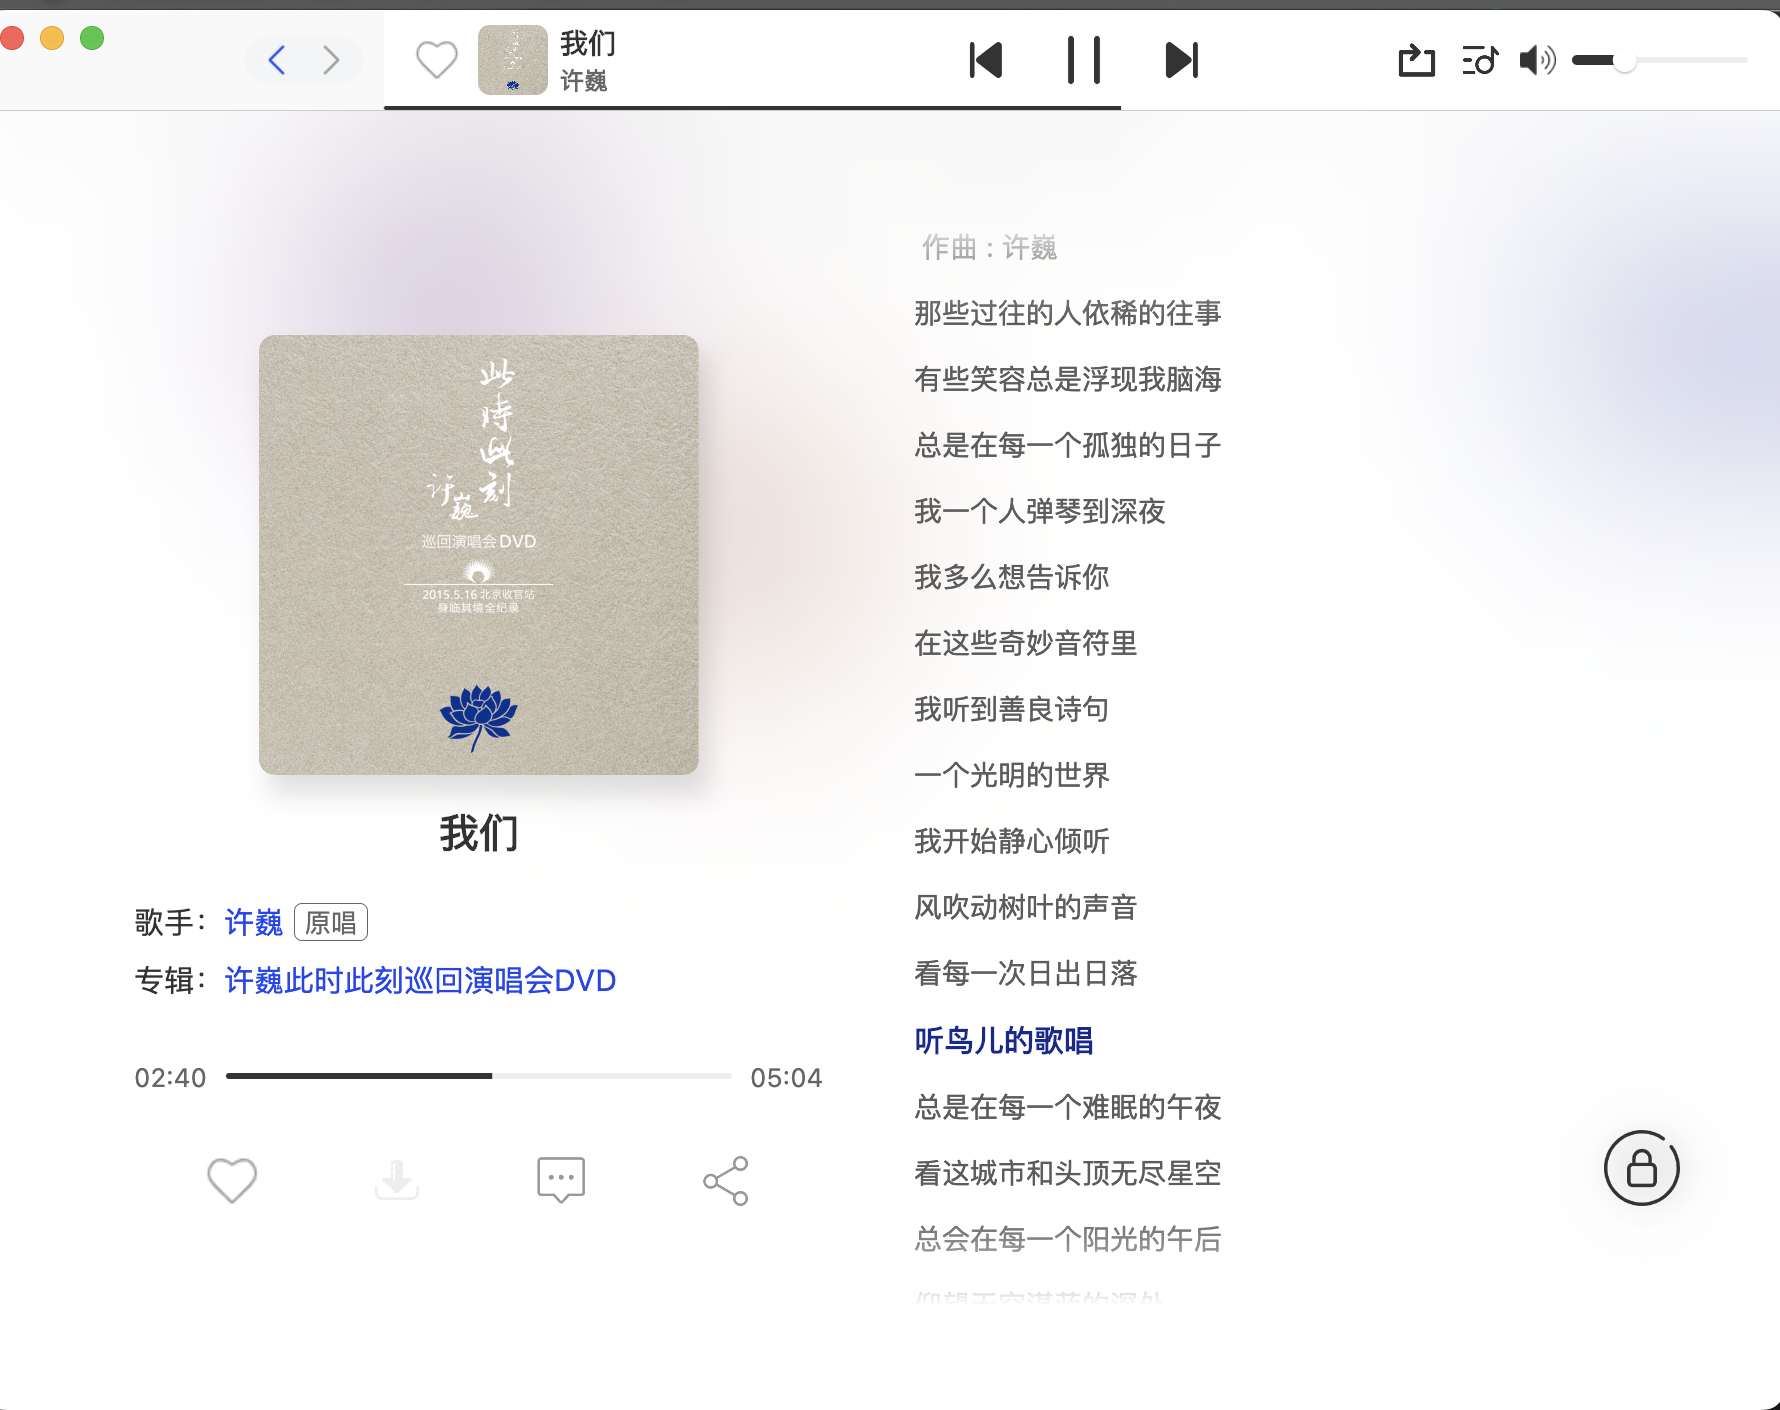 我们
许巍
此時此刻
许巍
巡回演唱会DVD
2015.5.16 北京收官站
身临其境全纪录
我们
歌手：许巍 原唱
专辑：许巍此时此刻巡回演唱会DVD
02:40
05:04
作曲 : 许巍
那些过往的人依稀的往事
有些笑容总是浮现我脑海
总是在每一个孤独的日子
我一个人弹琴到深夜
我多么想告诉你
在这些奇妙音符里
我听到善良诗句
一个光明的世界
我开始静心倾听
风吹动树叶的声音
看每一次日出日落
听鸟儿的歌唱
总是在每一个难眠的午夜
看这城市和头顶无尽星空
总会在每一个阳光的午后
仰望天空湛蓝的深处